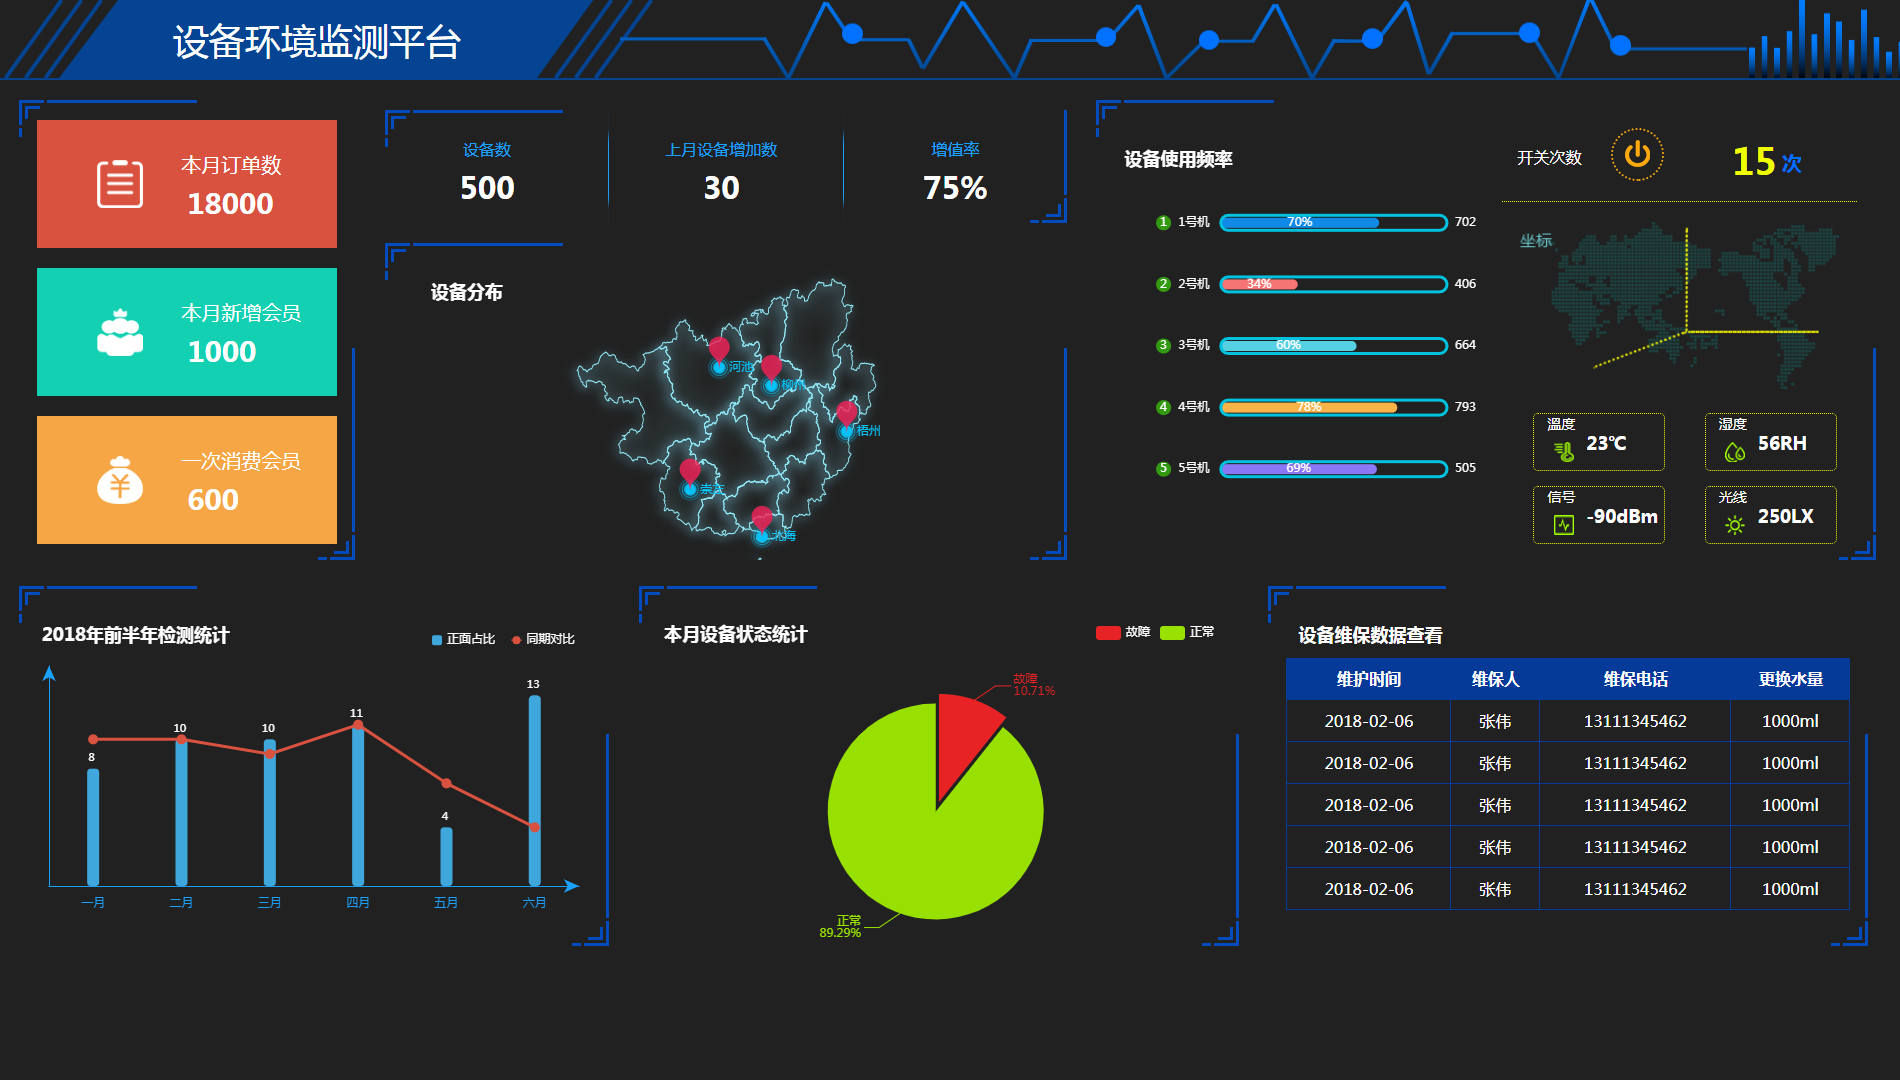 设备环境监测平台
本月订单数
18000
本月新增会员
1000
一次消费会员
600
设备数
500
上月设备增加数
30
增值率
75%
设备分布
河池
柳州
梧州
崇左
北海
设备使用频率
1 1号机 70% 702
2 2号机 34% 406
3 3号机 60% 664
4 4号机 78% 793
5 5号机 69% 505
开关次数
15次
坐标
温度
23℃
湿度
56RH
信号
-90dBm
光线
250LX
2018年前半年检测统计
正面占比 同期对比
8
10
10
11
4
13
一月 二月 三月 四月 五月 六月
本月设备状态统计
故障 正常
故障
10.71%
正常
89.29%
设备维保数据查看
维护时间 维保人 维保电话 更换水量
2018-02-06 张伟 13111345462 1000ml
2018-02-06 张伟 13111345462 1000ml
2018-02-06 张伟 13111345462 1000ml
2018-02-06 张伟 13111345462 1000ml
2018-02-06 张伟 13111345462 1000ml